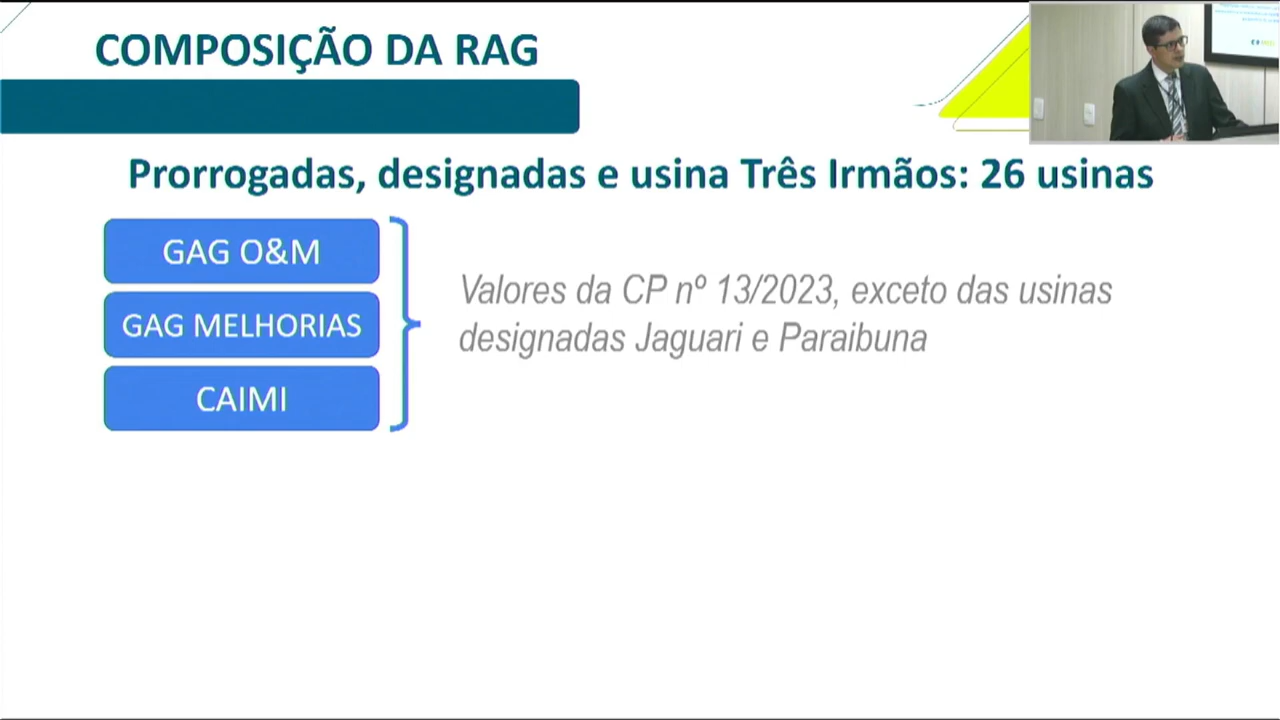 COMPOSIÇÃO DA RAG
Prorrogadas, designadas e usina Três Irmãos: 26 usinas
GAG O&M
GAG MELHORIAS
CAIMI
Valores da CP nº 13/2023, exceto das usinas
designadas Jaguari e Paraibuna